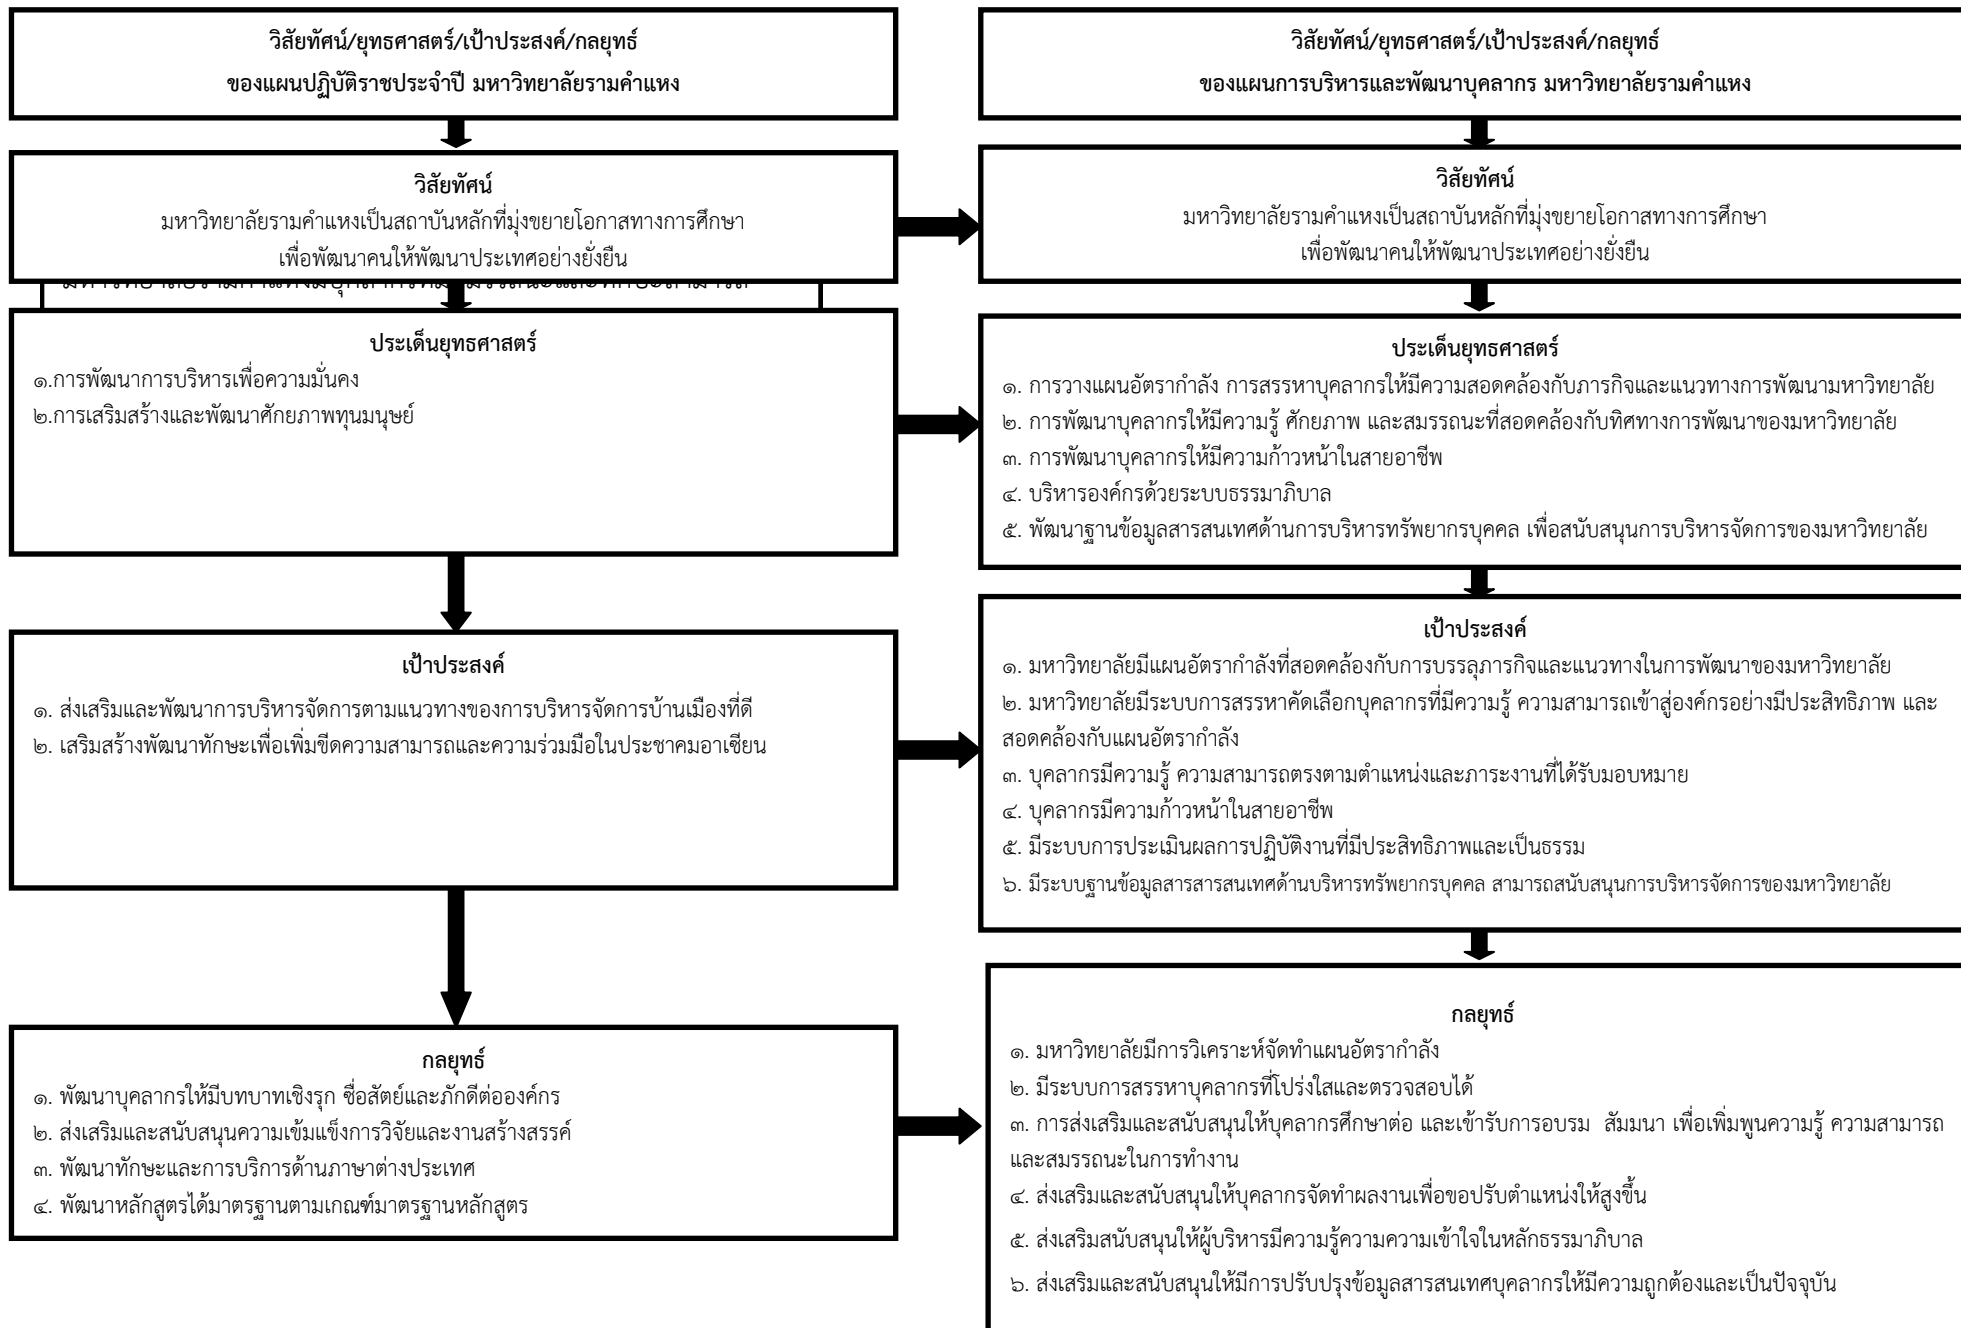 วิสัยทัศน์/ยุทธศาสตร์/เป้าประสงค์/กลยุทธ์
ของแผนปฏิบัติราชประจำปี มหาวิทยาลัยรามคำแหง
วิสัยทัศน์
มหาวิทยาลัยรามคำแหงเป็นสถาบันหลักที่มุ่งขยายโอกาสทางการศึกษา
เพื่อพัฒนาคนให้พัฒนาประเทศอย่างยั่งยืน
ประเด็นยุทธศาสตร์
๑.การพัฒนาการบริหารเพื่อความมั่นคง
๒.การเสริมสร้างและพัฒนาศักยภาพทุนมนุษย์
เป้าประสงค์
๑. ส่งเสริมและพัฒนาการบริหารจัดการตามแนวทางของการบริหารจัดการบ้านเมืองที่ดี
๒. เสริมสร้างพัฒนาทักษะเพื่อเพิ่มขีดความสามารถและความร่วมมือในประชาคมอาเซียน
กลยุทธ์
๑. พัฒนาบุคลากรให้มีบทบาทเชิงรุก ซื่อสัตย์และภักดีต่อองค์กร
๒. ส่งเสริมและสนับสนุนความเข้มแข็งการวิจัยและงานสร้างสรรค์
๓. พัฒนาทักษะและการบริการด้านภาษาต่างประเทศ
๔. พัฒนาหลักสูตรได้มาตรฐานตามเกณฑ์มาตรฐานหลักสูตร
วิสัยทัศน์/ยุทธศาสตร์/เป้าประสงค์/กลยุทธ์
ของแผนการบริหารและพัฒนาบุคลากร มหาวิทยาลัยรามคำแหง
วิสัยทัศน์
มหาวิทยาลัยรามคำแหงเป็นสถาบันหลักที่มุ่งขยายโอกาสทางการศึกษา
เพื่อพัฒนาคนให้พัฒนาประเทศอย่างยั่งยืน
ประเด็นยุทธศาสตร์
๑. การวางแผนอัตรากำลัง การสรรหาบุคลากรให้มีความสอดคล้องกับภารกิจและแนวทางการพัฒนามหาวิทยาลัย
๒. การพัฒนาบุคลากรให้มีความรู้ ศักยภาพ และสมรรถนะที่สอดคล้องกับทิศทางการพัฒนาของมหาวิทยาลัย
๓. การพัฒนาบุคลากรให้มีความก้าวหน้าในสายอาชีพ
๔. บริหารองค์กรด้วยระบบธรรมาภิบาล
๕. พัฒนาฐานข้อมูลสารสนเทศด้านการบริหารทรัพยากรบุคคล เพื่อสนับสนุนการบริหารจัดการของมหาวิทยาลัย
เป้าประสงค์
๑. มหาวิทยาลัยมีแผนอัตรากำลังที่สอดคล้องกับการบรรลุภารกิจและแนวทางในการพัฒนาของมหาวิทยาลัย
๒. มหาวิทยาลัยมีระบบการสรรหาคัดเลือกบุคลากรที่มีความรู้ ความสามารถเข้าสู่องค์กรอย่างมีประสิทธิภาพ และ
สอดคล้องกับแผนอัตรากำลัง
๓. บุคลากรมีความรู้ ความสามารถตรงตามตำแหน่งและภาระงานที่ได้รับมอบหมาย
๔. บุคลากรมีความก้าวหน้าในสายอาชีพ
๕. มีระบบการประเมินผลการปฏิบัติงานที่มีประสิทธิภาพและเป็นธรรม
๖. มีระบบฐานข้อมูลสารสารสนเทศด้านบริหารทรัพยากรบุคคล สามารถสนับสนุนการบริหารจัดการของมหาวิทยาลัย
กลยุทธ์
๑. มหาวิทยาลัยมีการวิเคราะห์จัดทำแผนอัตรากำลัง
๒. มีระบบการสรรหาบุคลากรที่โปร่งใสและตรวจสอบได้
๓. การส่งเสริมและสนับสนุนให้บุคลากรศึกษาต่อ และเข้ารับการอบรม สัมมนา เพื่อเพิ่มพูนความรู้ ความสามารถ
และสมรรถนะในการทำงาน
๔. ส่งเสริมและสนับสนุนให้บุคลากรจัดทำผลงานเพื่อขอปรับตำแหน่งให้สูงขึ้น
๕. ส่งเสริมสนับสนุนให้ผู้บริหารมีความรู้ความความเข้าใจในหลักธรรมาภิบาล
๖. ส่งเสริมและสนับสนุนให้มีการปรับปรุงข้อมูลสารสนเทศบุคลากรให้มีความถูกต้องและเป็นปัจจุบัน